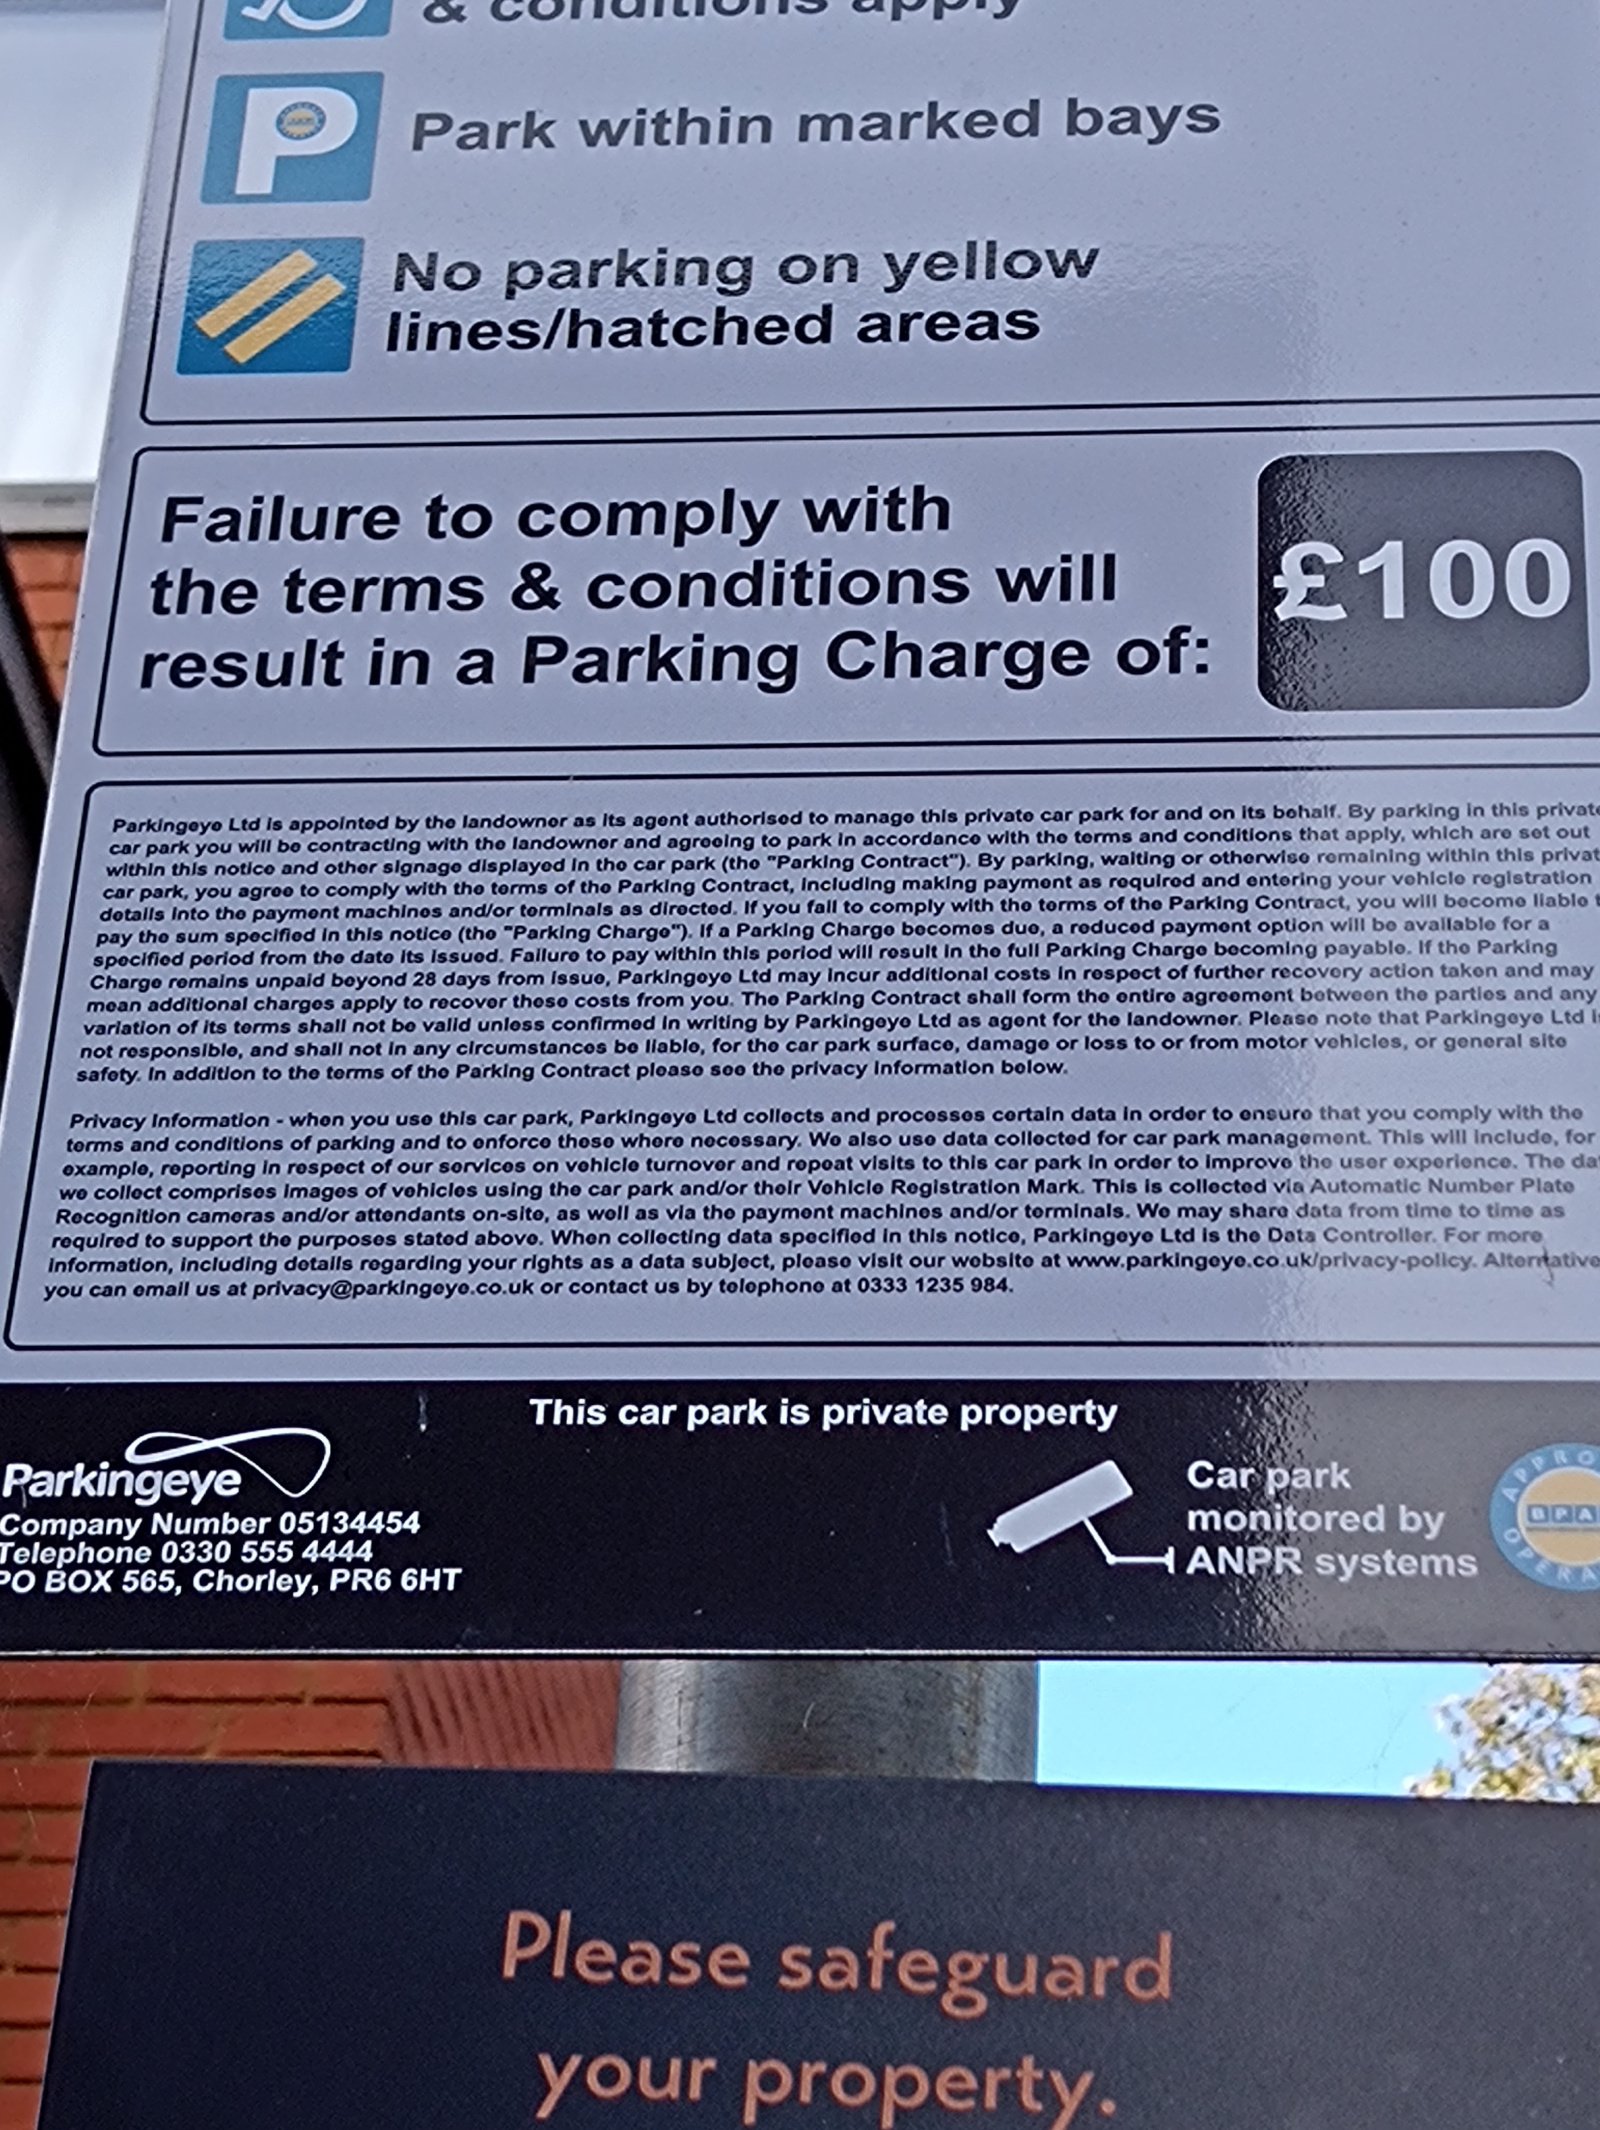 & conditions apply
P
Park within marked bays
No parking on yellow
lines/hatched areas
Failure to comply with
the terms & conditions will
result in a Parking Charge of:
£100
Parkingeye Ltd is appointed by the landowner as its agent authorised to manage this private car park for and on its behalf. By parking in this private
car park you will be contracting with the landowner and agreeing to park in accordance with the terms and conditions that apply, which are set out
within this notice and other signage displayed in the car park (the "Parking Contract"). By parking, waiting or otherwise remaining within this privat
car park, you agree to comply with the terms of the Parking Contract, including making payment as required and entering your vehicle registration
details into the payment machines and/or terminals as directed. If you fail to comply with the terms of the Parking Contract, you will become liable t
pay the sum specified in this notice (the "Parking Charge"). If a Parking Charge becomes due, a reduced payment option will be available for a
specified period from the date its issued. Failure to pay within this period will result in the full Parking Charge becoming payable. If the Parking
Charge remains unpaid beyond 28 days from issue, Parkingeye Ltd may incur additional costs in respect of further recovery action taken and may
mean additional charges apply to recover these costs from you. The Parking Contract shall form the entire agreement between the parties and any
variation of its terms shall not be valid unless confirmed in writing by Parkingeye Ltd as agent for the landowner. Please note that Parkingeye Ltd i
not responsible, and shall not in any circumstances be liable, for the car park surface, damage or loss to or from motor vehicles, or general site
safety. In addition to the terms of the Parking Contract please see the privacy information below.
Privacy Information - when you use this car park, Parkingeye Ltd collects and processes certain data in order to ensure that you comply with the
terms and conditions of parking and to enforce these where necessary. We also use data collected for car park management. This will include, for
example, reporting in respect of our services on vehicle turnover and repeat visits to this car park in order to improve the user experience. The da
we collect comprises images of vehicles using the car park and/or their Vehicle Registration Mark. This is collected via Automatic Number Plate
Recognition cameras and/or attendants on-site, as well as via the payment machines and/or terminals. We may share data from time to time as
required to support the purposes stated above. When collecting data specified in this notice, Parkingeye Ltd is the Data Controller. For more
information, including details regarding your rights as a data subject, please visit our website at www.parkingeye.co.uk/privacy-policy. Alternative
you can email us at privacy@parkingeye.co.uk or contact us by telephone at 0333 1235 984.
This car park is private property
Parkingeye
Company Number 05134454
Telephone 0330 555 4444
PO BOX 565, Chorley, PR6 6HT
Car park
monitored by
ANPR systems
APPRO
BPA
OPERA
Please safeguard
your property.